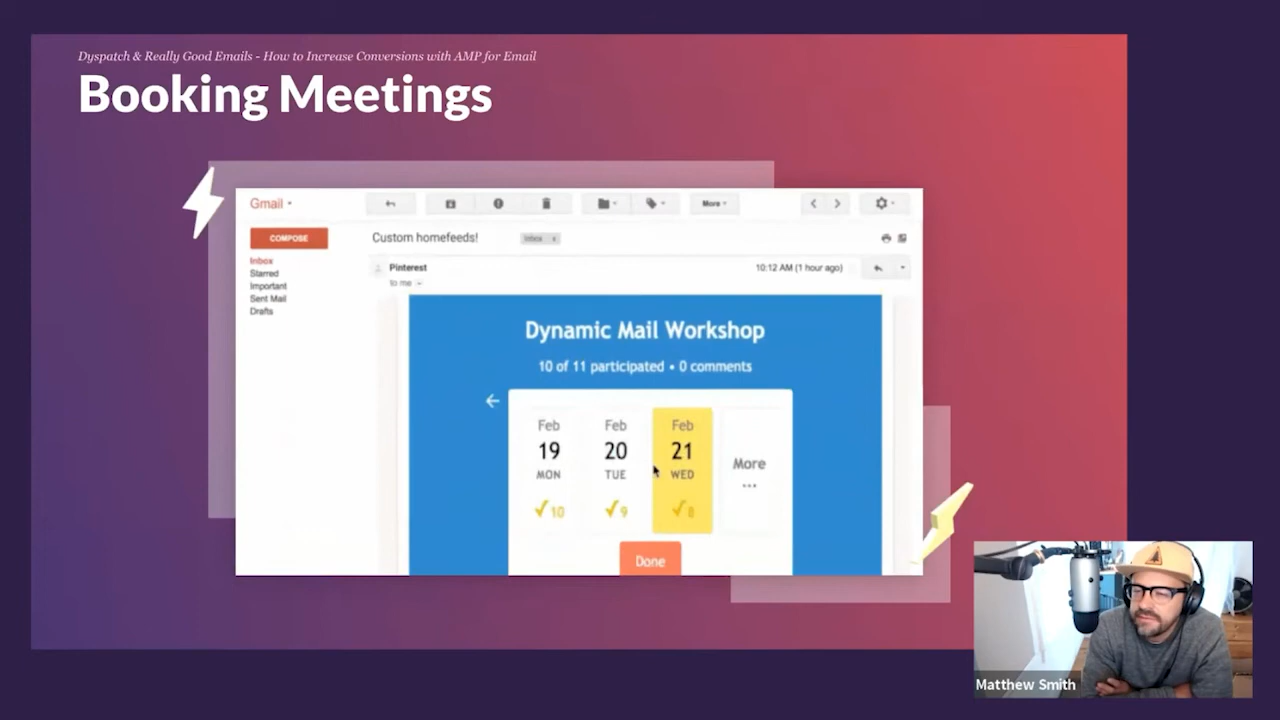 Dyspatch & Really Good Emails - How to Increase Conversions with AMP for Email
Booking Meetings
Gmail
More
COMPOSE
Custom homefeeds!
Inbox x
Inbox
Starred
Important
Sent Mail
Drafts
Pinterest
10:12 AM (1 hour ago)
to me
Dynamic Mail Workshop
10 of 11 participated • 0 comments
Feb Feb Feb
19 20 21
MON TUE WED
More
...
✓10 ✓9 ✓8
Done
Matthew Smith